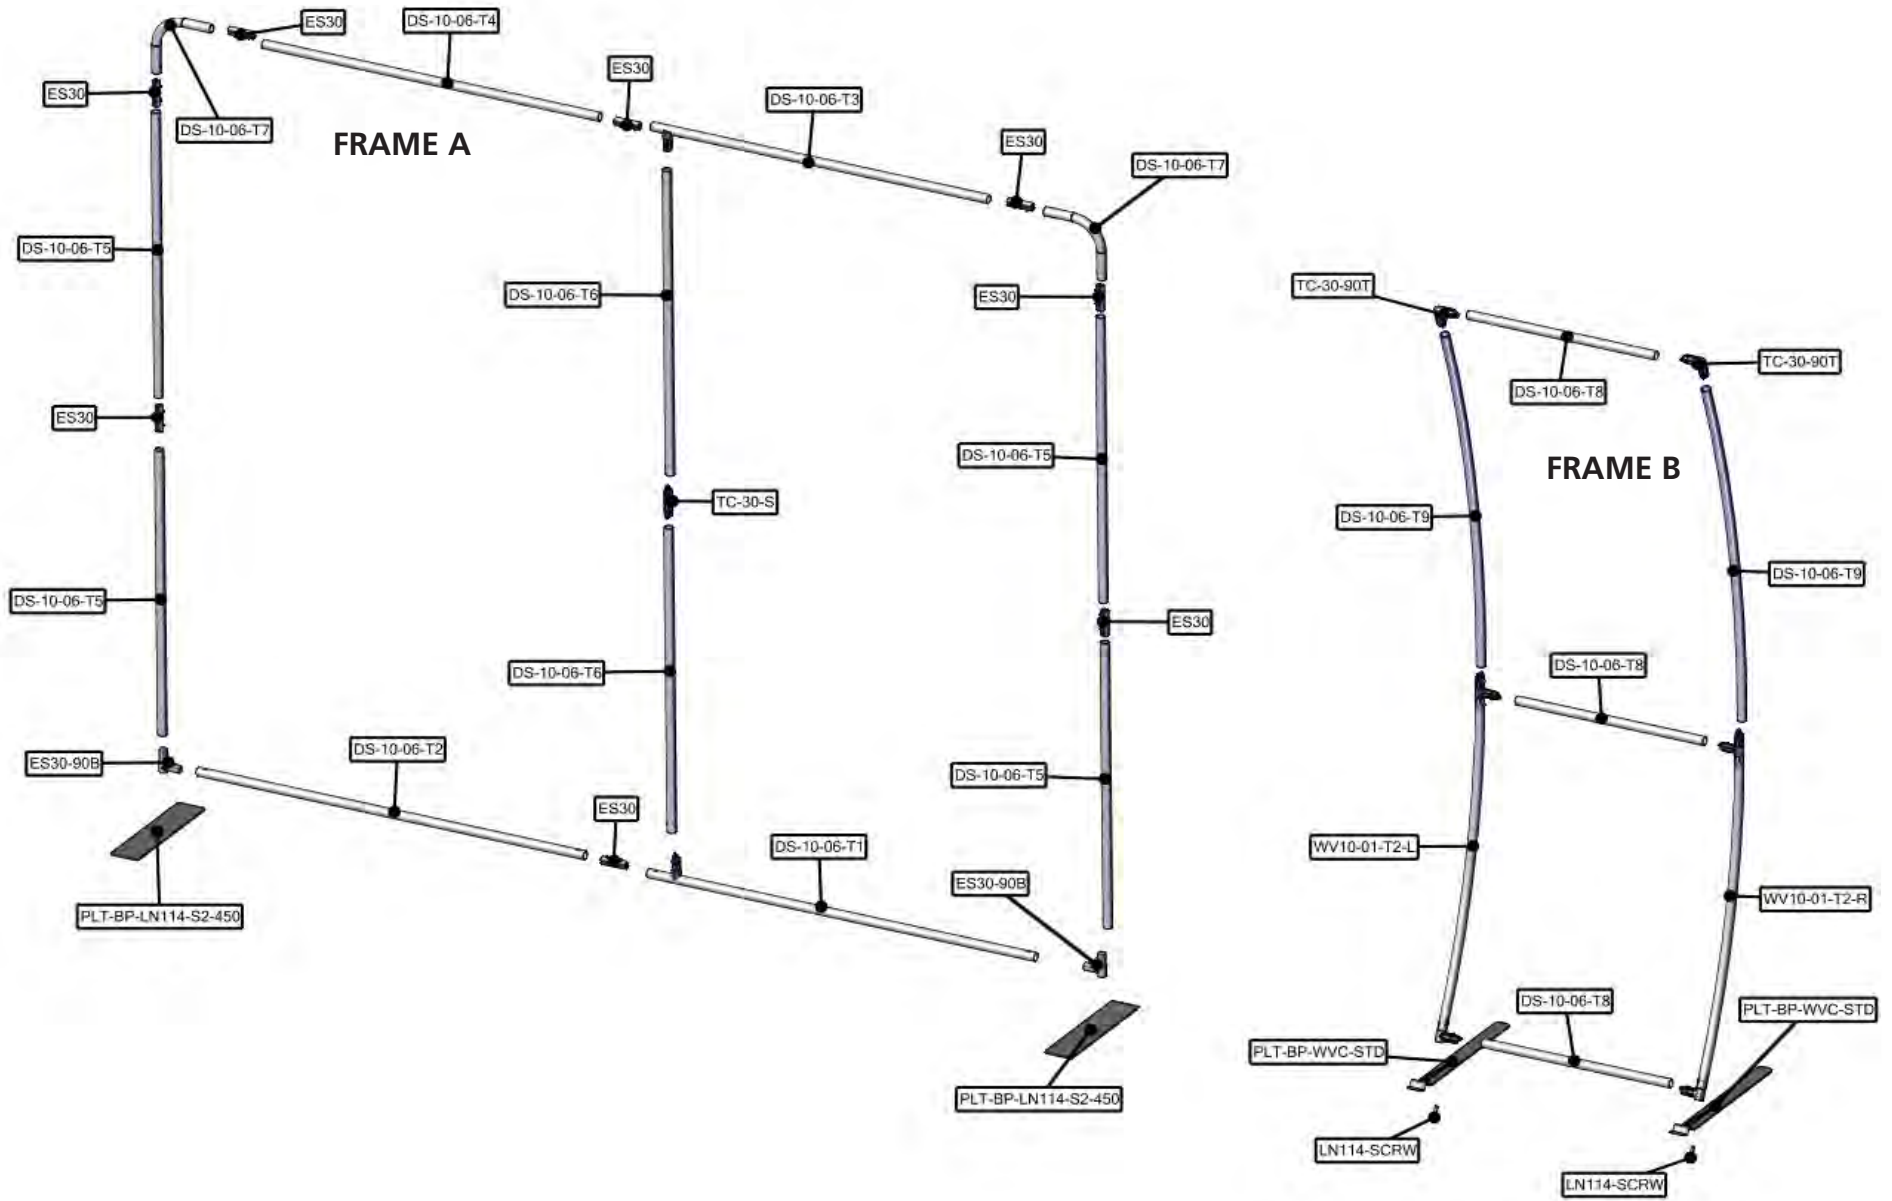 ES30
DS-10-06-T4
ES30
DS-10-06-T7
FRAME A
ES30
DS-10-06-T3
ES30
DS-10-06-T7
DS-10-06-T5
DS-10-06-T6
ES30
ES30
TC-30-S
DS-10-06-T5
DS-10-06-T5
DS-10-06-T6
ES30
ES30-90B
DS-10-06-T2
ES30
DS-10-06-T5
DS-10-06-T1
ES30-90B
PLT-BP-LN114-S2-450
PLT-BP-LN114-S2-450
TC-30-90T
TC-30-90T
DS-10-06-T8
FRAME B
DS-10-06-T9
DS-10-06-T9
DS-10-06-T8
WV10-01-T2-L
WV10-01-T2-R
DS-10-06-T8
PLT-BP-WVC-STD
PLT-BP-WVC-STD
LN114-SCRW
LN114-SCRW